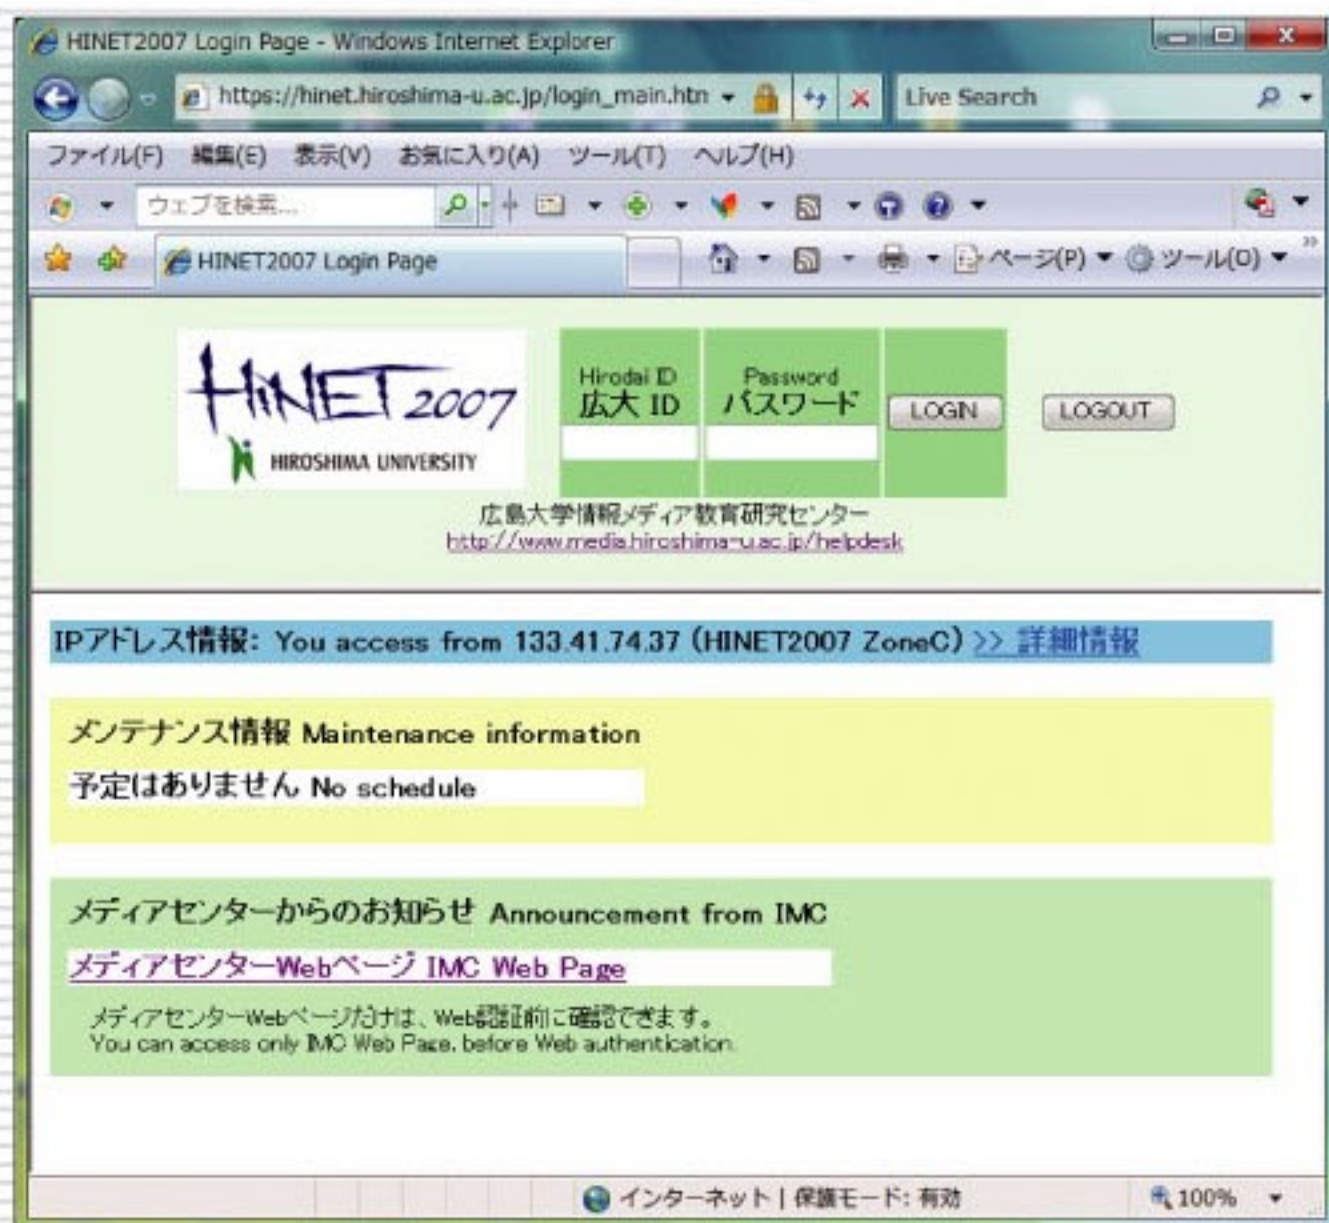 HINET2007 Login Page - Windows Internet Explorer
https://hinet.hiroshima-u.ac.jp/login_main.htn
Live Search
ファイル(F) 編集(E) 表示(V) お気に入り(A) ツール(T) ヘルプ(H)
ウェブを検索...
HINET2007 Login Page
ページ(P) ツール(O)
HiNET 2007
HIROSHIMA UNIVERSITY
Hirodai ID
広大 ID
Password
パスワード
LOGIN
LOGOUT
広島大学情報メディア教育研究センター
http://www.media.hiroshima-u.ac.jp/helpdesk
IPアドレス情報: You access from 133.41.74.37 (HINET2007 ZoneC) >> 詳細情報
メンテナンス情報 Maintenance information
予定はありません No schedule
メディアセンターからのお知らせ Announcement from IMC
メディアセンターWebページ IMC Web Page
メディアセンターWebページだけは、Web認証前に確認できます。
You can access only IMC Web Page, before Web authentication.
インターネット | 保護モード: 有効
100%